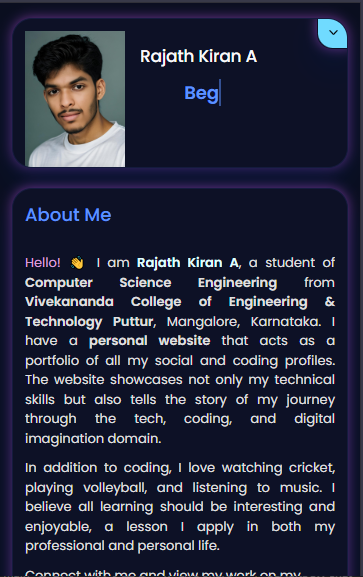 Rajath Kiran A
Beg
About Me
Hello! 👋 I am Rajath Kiran A, a student of
Computer Science Engineering from
Vivekananda College of Engineering &
Technology Puttur, Mangalore, Karnataka. I
have a personal website that acts as a
portfolio of all my social and coding profiles.
The website showcases not only my technical
skills but also tells the story of my journey
through the tech, coding, and digital
imagination domain.
In addition to coding, I love watching cricket,
playing volleyball, and listening to music. I
believe all learning should be interesting and
enjoyable, a lesson I apply in both my
professional and personal life.
Connect with me and view my work on my